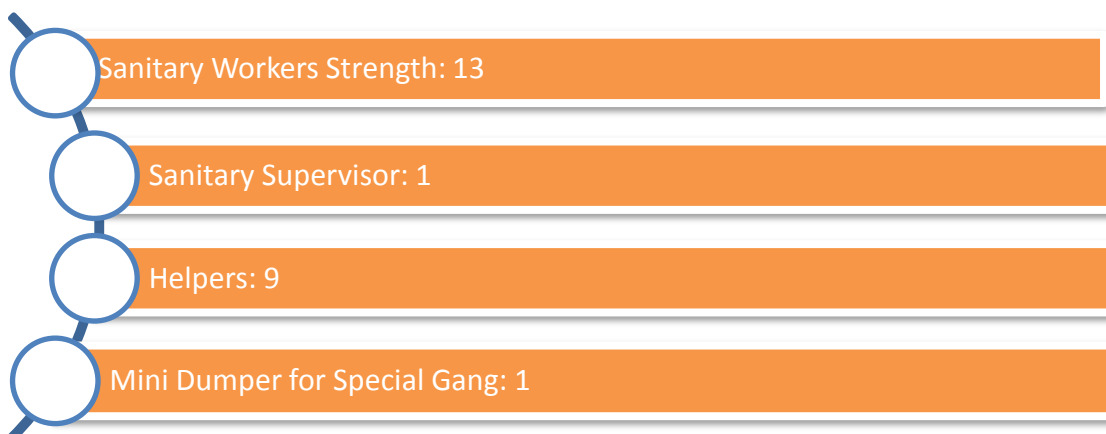 Sanitary Workers Strength: 13
Sanitary Supervisor: 1
Helpers: 9
Mini Dumper for Special Gang: 1